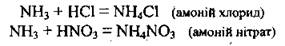 NH₃ + HCl = NH₄Cl (амоній хлорид)
NH₃ + HNO₃ = NH₄NO₃ (амоній нітрат)